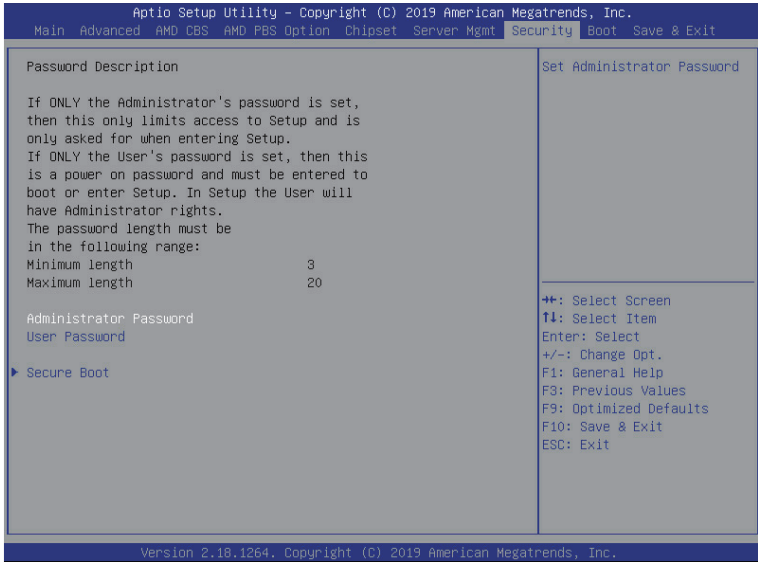 Aptio Setup Utility – Copyright (C) 2019 American Megatrends, Inc.
Main Advanced AMD CBS AMD PBS Option Chipset Server Mgmt Security Boot Save & Exit
Password Description
If ONLY the Administrator's password is set,
then this only limits access to Setup and is
only asked for when entering Setup.
If ONLY the User's password is set, then this
is a power on password and must be entered to
boot or enter Setup. In Setup the User will
have Administrator rights.
The password length must be
in the following range:
Minimum length 3
Maximum length 20
Administrator Password
User Password
Secure Boot
Set Administrator Password
→←: Select Screen
↑↓: Select Item
Enter: Select
+/-: Change Opt.
F1: General Help
F3: Previous Values
F9: Optimized Defaults
F10: Save & Exit
ESC: Exit
Version 2.18.1264. Copyright (C) 2019 American Megatrends, Inc.